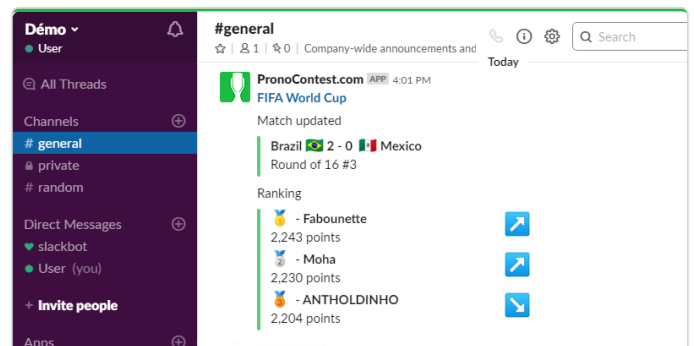 Démo
User
All Threads
Channels
# general
private
# random
Direct Messages
slackbot
User (you)
+ Invite people
Apps
#general
1 | 0 | Company-wide announcements and
Search
Today
PronoContest.com APP 4:01 PM
FIFA World Cup
Match updated
Brazil 2 - 0 Mexico
Round of 16 #3
Ranking
- Fabounette
2,243 points
- Moha
2,230 points
- ANTHOLDINHO
2,204 points